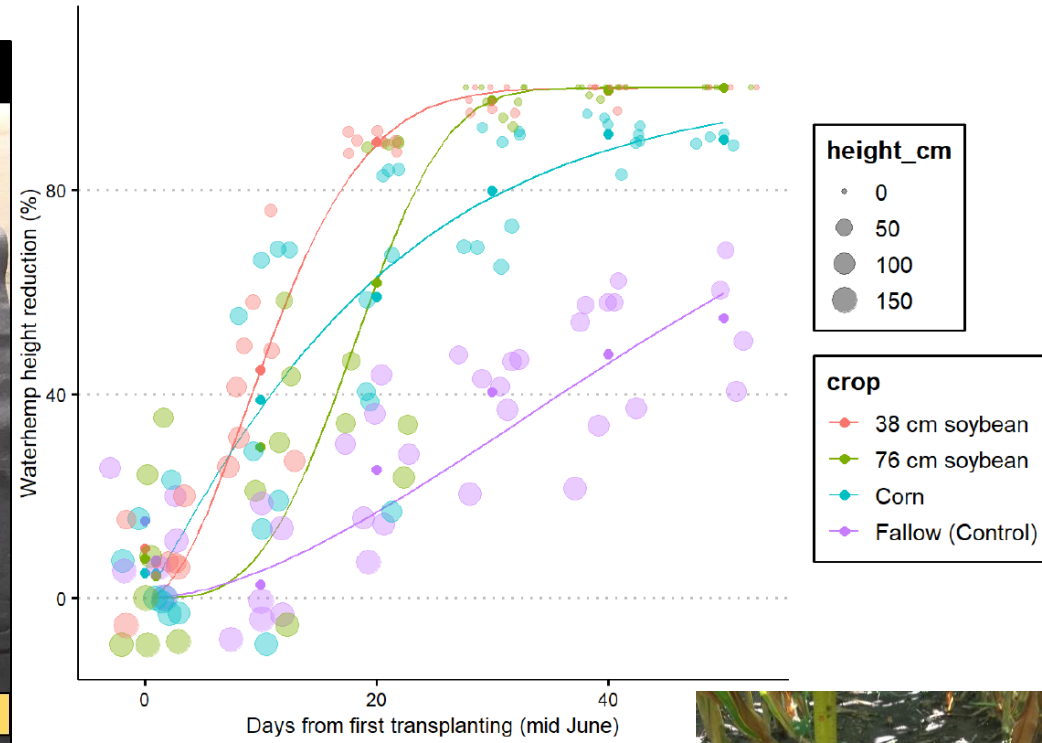 Waterhemp height reduction (%)
80
40
0
0
20
40
Days from first transplanting (mid June)
height_cm
0
50
100
150
crop
38 cm soybean
76 cm soybean
Corn
Fallow (Control)